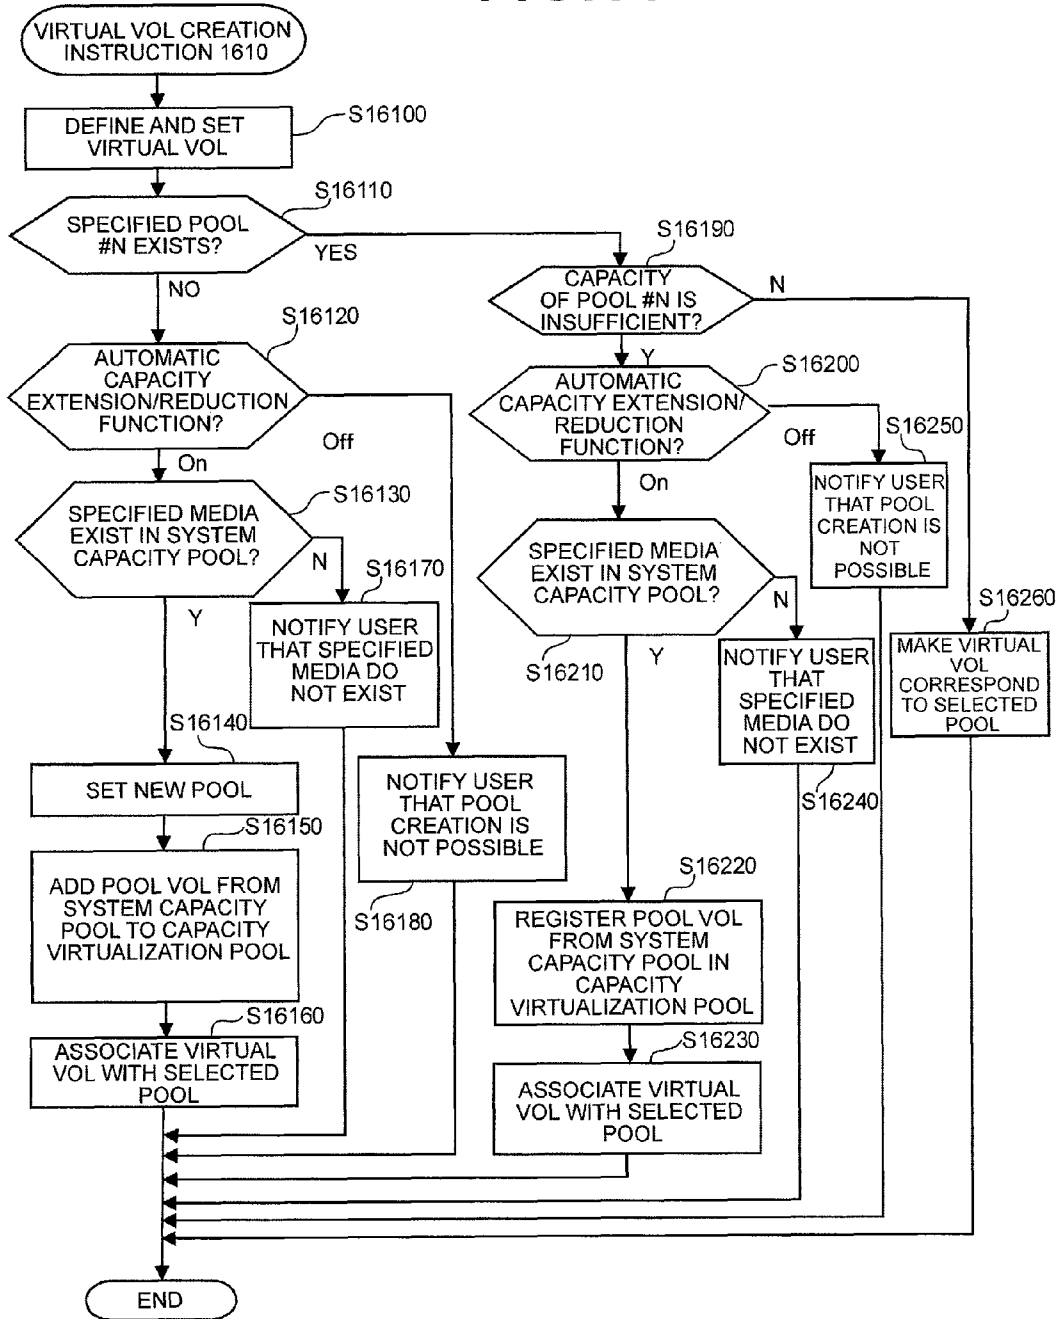 VIRTUAL VOL CREATION
INSTRUCTION 1610
S16100
DEFINE AND SET
VIRTUAL VOL
S16110
SPECIFIED POOL
#N EXISTS?
YES
NO
S16190
CAPACITY
OF POOL #N IS
INSUFFICIENT?
N
Y
S16120
AUTOMATIC
CAPACITY
EXTENSION/REDUCTION
FUNCTION?
Off
On
S16200
AUTOMATIC
CAPACITY EXTENSION/
REDUCTION
FUNCTION?
Off
On
S16250
NOTIFY USER
THAT POOL
CREATION IS
NOT
POSSIBLE
S16130
SPECIFIED MEDIA
EXIST IN SYSTEM
CAPACITY POOL?
N
Y
S16170
NOTIFY USER
THAT SPECIFIED
MEDIA DO
NOT EXIST
SPECIFIED MEDIA
EXIST IN SYSTEM
CAPACITY POOL?
N
S16210
Y
S16260
MAKE VIRTUAL
VOL
CORRESPOND
TO SELECTED
POOL
NOTIFY USER
THAT
SPECIFIED
MEDIA DO
NOT EXIST
S16240
S16140
SET NEW POOL
S16150
ADD POOL VOL FROM
SYSTEM CAPACITY
POOL TO CAPACITY
VIRTUALIZATION POOL
NOTIFY USER
THAT POOL
CREATION IS
NOT POSSIBLE
S16180
S16220
REGISTER POOL VOL
FROM SYSTEM
CAPACITY POOL IN
CAPACITY
VIRTUALIZATION POOL
S16160
ASSOCIATE VIRTUAL
VOL WITH SELECTED
POOL
S16230
ASSOCIATE VIRTUAL
VOL WITH SELECTED
POOL
END